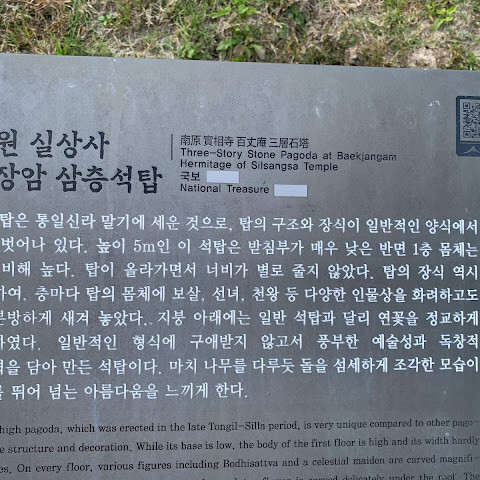 원 실상사
장암 삼층석탑
南原 實相寺 百丈庵 三層石塔
Three-Story Stone Pagoda at Baekjangam
Hermitage of Silsangsa Temple
국보
National Treasure
탑은 통일신라 말기에 세운 것으로, 탑의 구조와 장식이 일반적인 양식에서
벗어나 있다. 높이 5m인 이 석탑은 받침부가 매우 낮은 반면 1층 몸체는
비해 높다. 탑이 올라가면서 너비가 별로 줄지 않았다. 탑의 장식 역시
하여, 층마다 탑의 몸체에 보살, 선녀, 천왕 등 다양한 인물상을 화려하고도
분방하게 새겨 놓았다. 지붕 아래에는 일반 석탑과 달리 연꽃을 정교하게
하였다. 일반적인 형식에 구애받지 않고서 풍부한 예술성과 독창적
을 담아 만든 석탑이다. 마치 나무를 다루듯 돌을 섬세하게 조각한 모습이
를 뛰어 넘는 아름다움을 느끼게 한다.
high pagoda, which was erected in the late Tongil-Silla period, is very unique compared to other pago-
e structure and decoration. While its base is low, the body of the first floor is high and its width hardly
es. On every floor, various figures including Bodhisattva and a celestial maiden are carved magnifi-
carved delicately under the roof. The